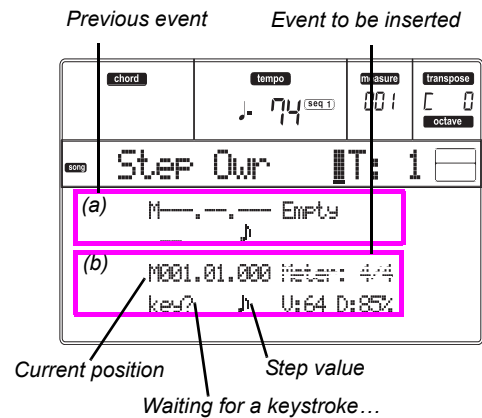 Previous event
Event to be inserted
chord tempo measure transpose
♩. 74 seq 1 001 C 0
octave
song Step Owr T: 1
(a) M---.--.--- Empty
__ ♪
(b) M001.01.000 Meter: 4/4
key? ♪ V:64 D:85%
Current position
Step value
Waiting for a keystroke…